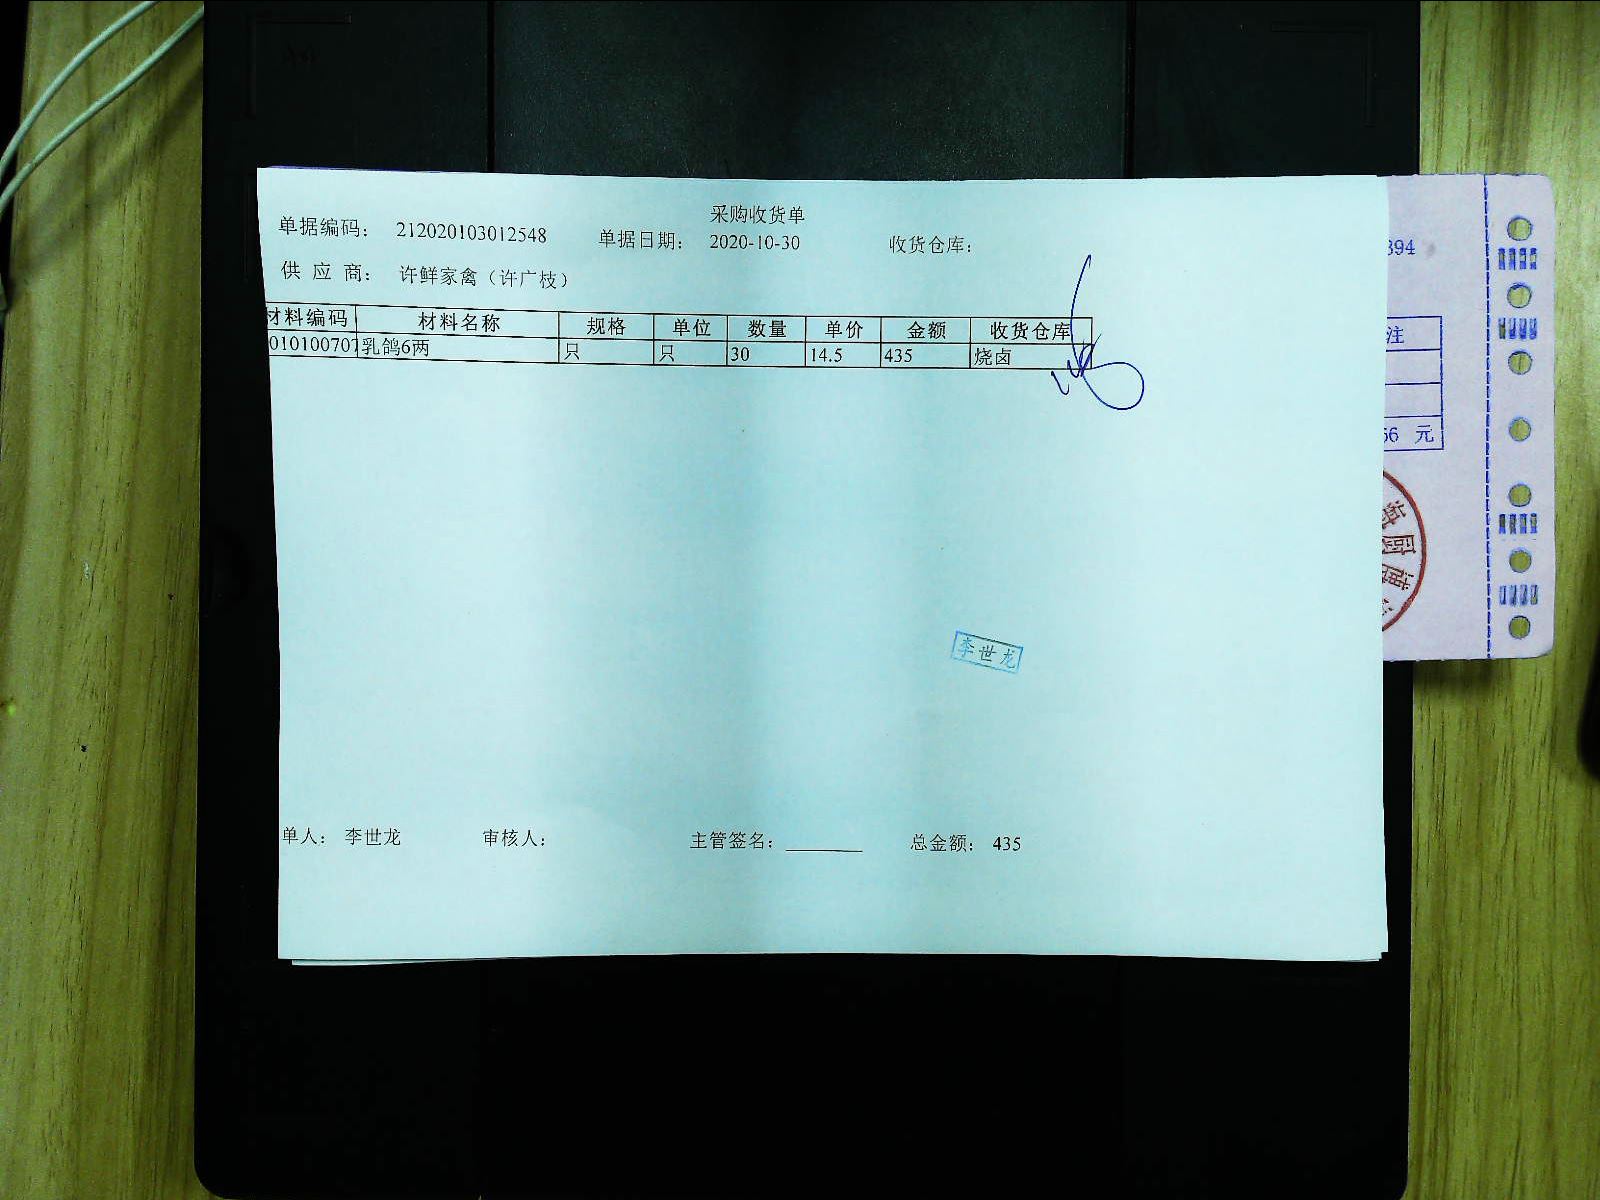 采购收货单
单据编码： 212020103012548 单据日期： 2020-10-30 收货仓库：
供 应 商： 许鲜家禽（许广枝）
材料编码 材料名称 规格 单位 数量 单价 金额 收货仓库
010100707 乳鸽6两 只 只 30 14.5 435 烧卤
李世龙
单人： 李世龙 审核人： 主管签名： 总金额： 435
394
注
66 元